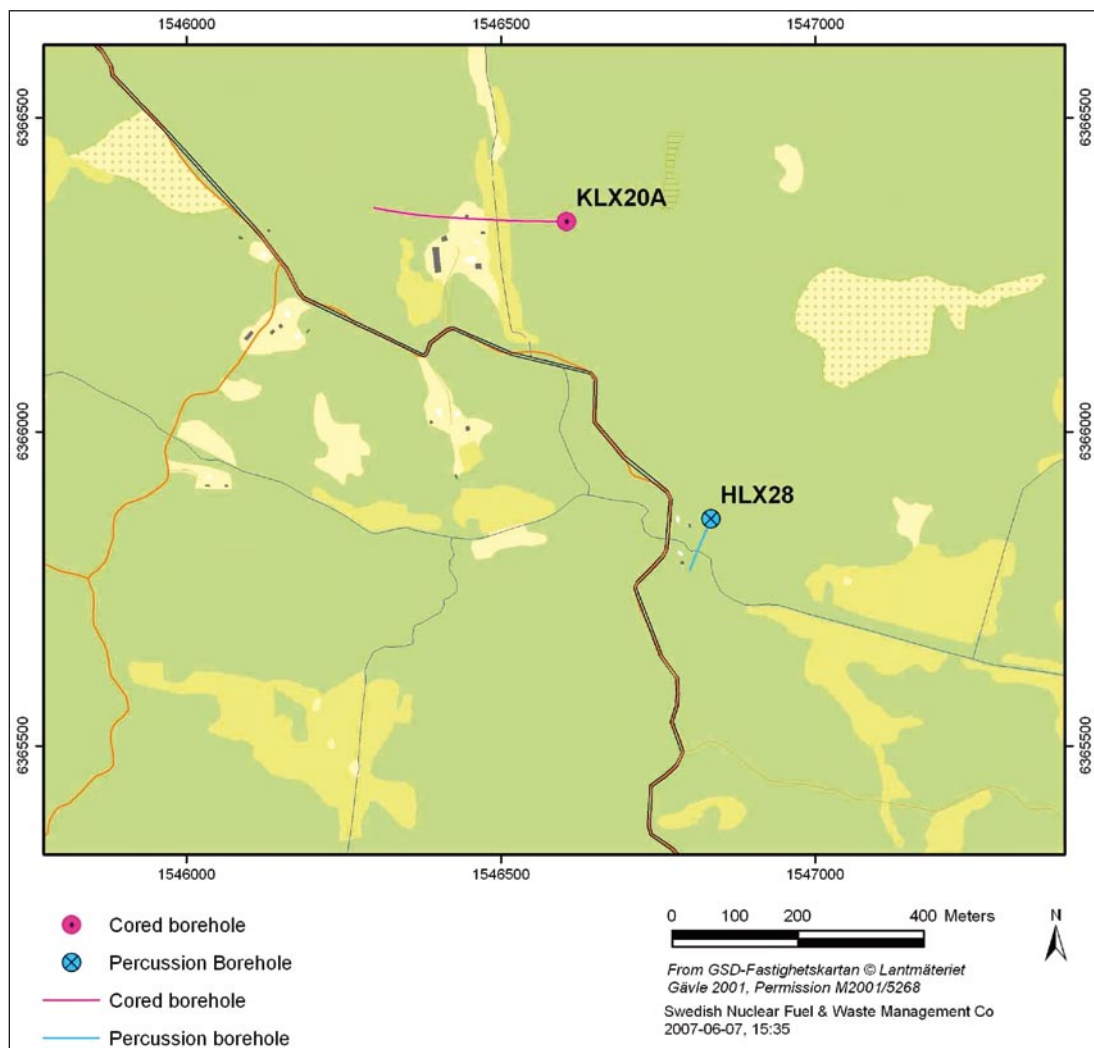 1546000 1546500 1547000
6366500 6366500
KLX20A
6366000 6366000
HLX28
6365500 6365500
1546000 1546500 1547000
Cored borehole
Percussion Borehole
Cored borehole
Percussion borehole
0 100 200 400 Meters
N
From GSD-Fastighetskartan © Lantmäteriet
Gävle 2001, Permission M2001/5268
Swedish Nuclear Fuel & Waste Management Co
2007-06-07, 15:35